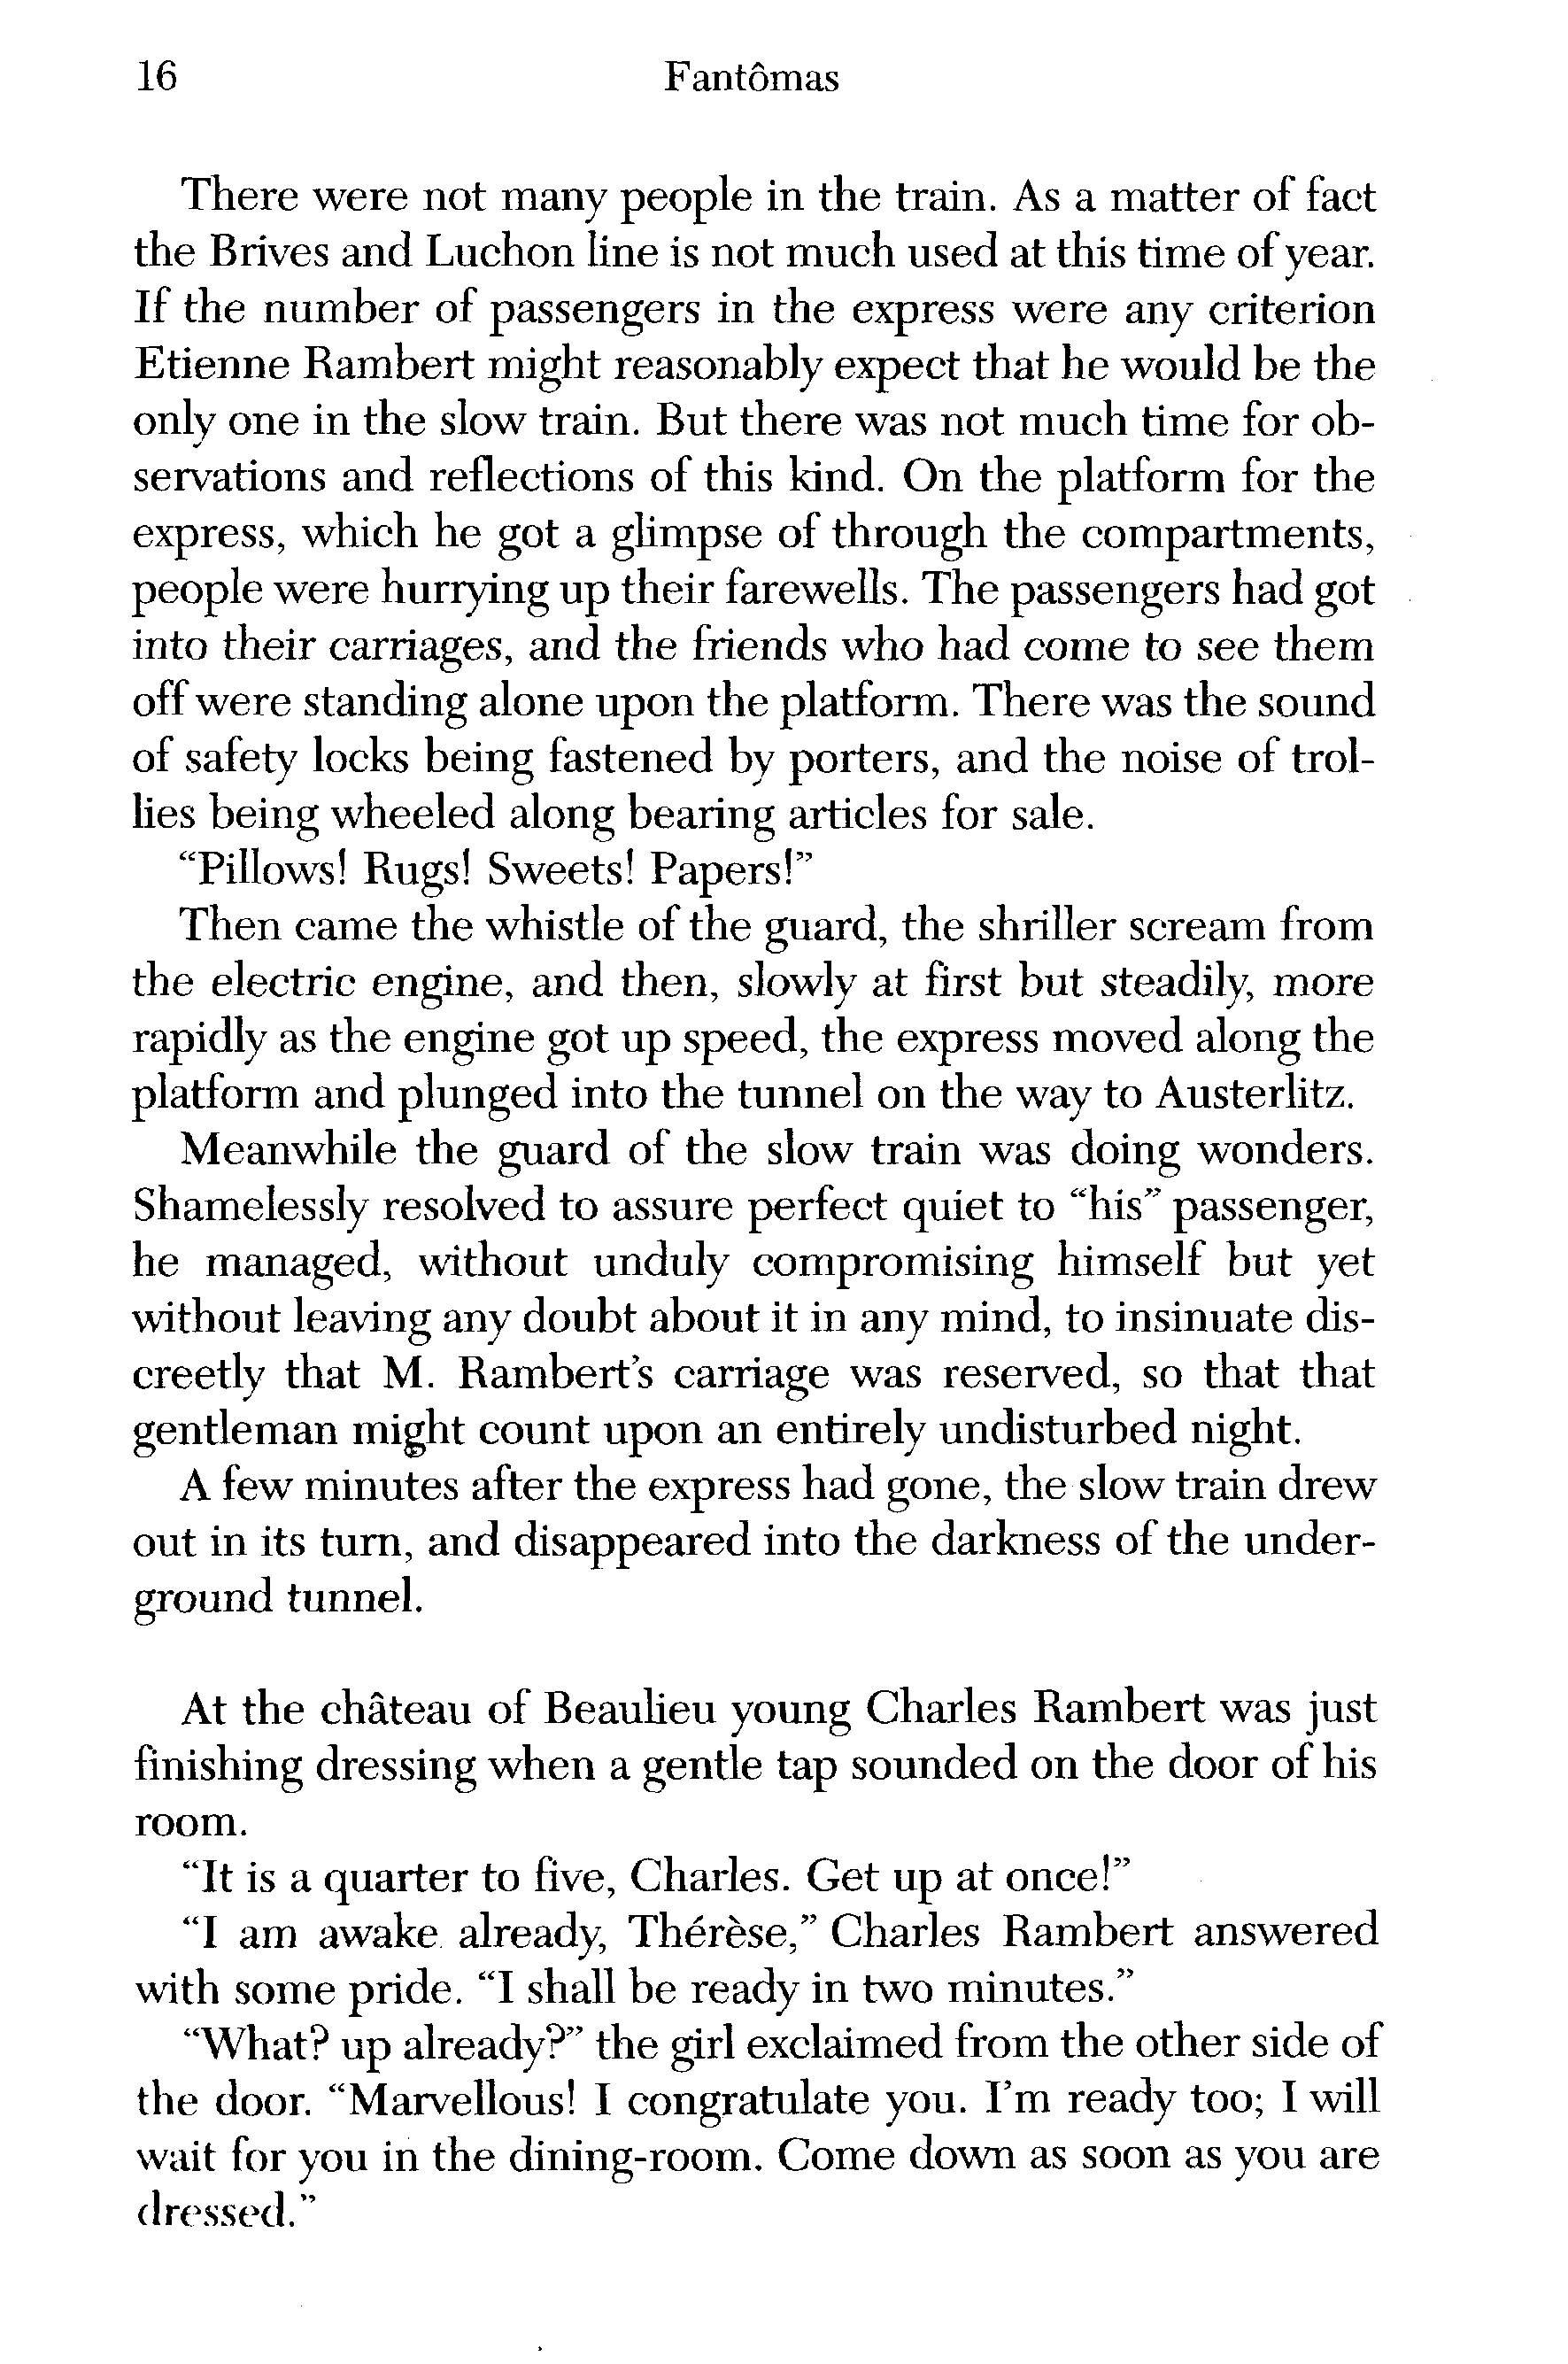 16 Fantômas
There were not many people in the train. As a matter of fact
the Brives and Luchon line is not much used at this time of year.
If the number of passengers in the express were any criterion
Etienne Rambert might reasonably expect that he would be the
only one in the slow train. But there was not much time for ob-
servations and reflections of this kind. On the platform for the
express, which he got a glimpse of through the compartments,
people were hurrying up their farewells. The passengers had got
into their carriages, and the friends who had come to see them
off were standing alone upon the platform. There was the sound
of safety locks being fastened by porters, and the noise of trol-
lies being wheeled along bearing articles for sale.
“Pillows! Rugs! Sweets! Papers!”
Then came the whistle of the guard, the shriller scream from
the electric engine, and then, slowly at first but steadily, more
rapidly as the engine got up speed, the express moved along the
platform and plunged into the tunnel on the way to Austerlitz.
Meanwhile the guard of the slow train was doing wonders.
Shamelessly resolved to assure perfect quiet to “his” passenger,
he managed, without unduly compromising himself but yet
without leaving any doubt about it in any mind, to insinuate dis-
creetly that M. Rambert’s carriage was reserved, so that that
gentleman might count upon an entirely undisturbed night.
A few minutes after the express had gone, the slow train drew
out in its turn, and disappeared into the darkness of the under-
ground tunnel.
At the château of Beaulieu young Charles Rambert was just
finishing dressing when a gentle tap sounded on the door of his
room.
“It is a quarter to five, Charles. Get up at once!”
“I am awake already, Thérèse,” Charles Rambert answered
with some pride. “I shall be ready in two minutes.”
“What? up already?” the girl exclaimed from the other side of
the door. “Marvellous! I congratulate you. I’m ready too; I will
wait for you in the dining-room. Come down as soon as you are
dressed.”